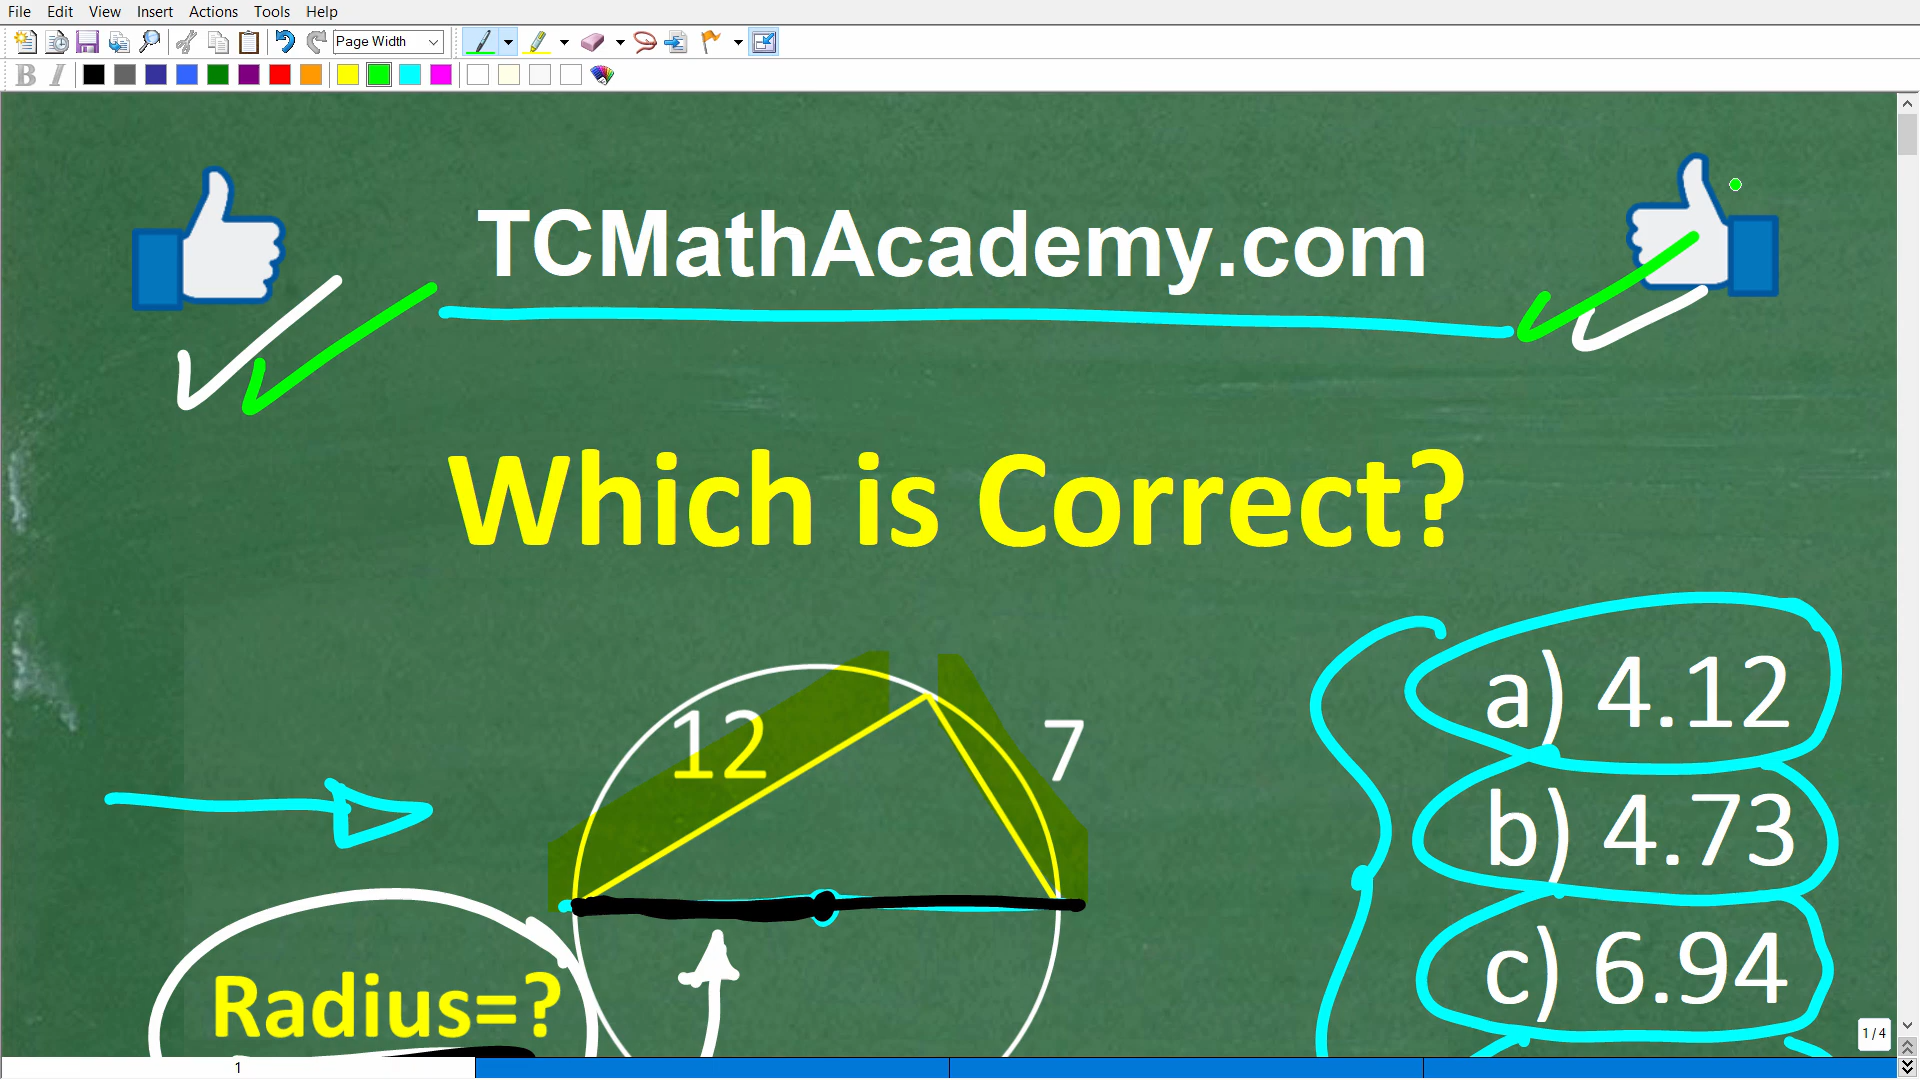 File Edit View Insert Actions Tools Help
Page Width
B I
TCMathAcademy.com
Which is Correct?
12
7
a) 4.12
b) 4.73
c) 6.94
Radius=?
1 / 4
1